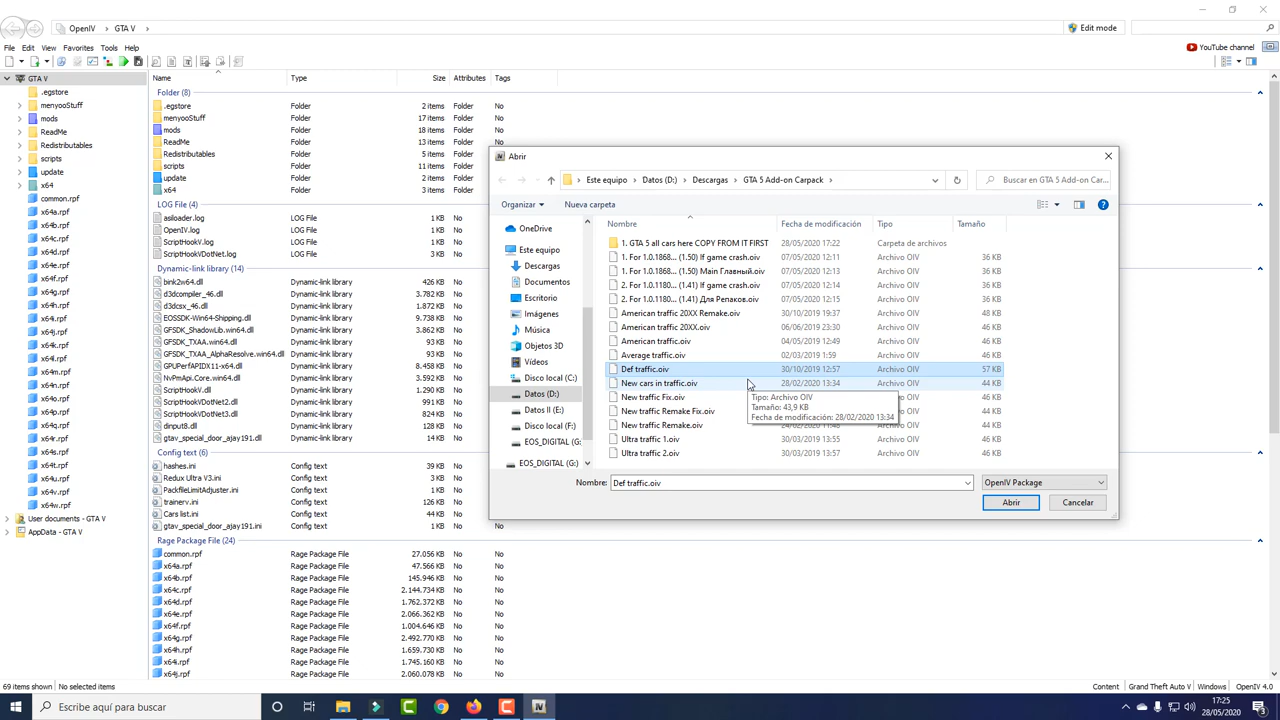 OpenIV > GTA V >
Edit mode
File Edit View Favorites Tools Help
YouTube channel
GTA V
.egstore
menyooStuff
mods
ReadMe
Redistributables
scripts
update
x64
common.rpf
x64a.rpf
x64b.rpf
x64c.rpf
x64d.rpf
x64e.rpf
x64f.rpf
x64g.rpf
x64h.rpf
x64i.rpf
x64j.rpf
x64k.rpf
x64l.rpf
x64m.rpf
x64n.rpf
x64o.rpf
x64p.rpf
x64q.rpf
x64r.rpf
x64s.rpf
x64t.rpf
x64u.rpf
x64v.rpf
x64w.rpf
User documents - GTA V
AppData - GTA V
Name Type Size Attributes Tags
Folder (8)
.egstore Folder 2 items Folder No
menyooStuff Folder 17 items Folder No
mods Folder 18 items Folder No
ReadMe Folder 13 items Folder No
Redistributables Folder 5 items Folder No
scripts Folder 2 items Folder No
update Folder 2 items Folder No
x64 Folder 3 items Folder No
LOG File (4)
asiloader.log LOG File 1 KB No
OpenIV.log LOG File 1 KB No
ScriptHookV.log LOG File 1 KB No
ScriptHookVDotNet.log LOG File 1 KB No
Dynamic-link library (14)
bink2w64.dll Dynamic-link library 426 KB No
d3dcompiler_46.dll Dynamic-link library 3.782 KB No
d3dcsx_46.dll Dynamic-link library 1.872 KB No
EOSSDK-Win64-Shipping.dll Dynamic-link library 9.738 KB No
GFSDK_ShadowLib.win64.dll Dynamic-link library 3.862 KB No
GFSDK_TXAA.win64.dll Dynamic-link library 93 KB No
GFSDK_TXAA_AlphaResolve.win64.dll Dynamic-link library 93 KB No
GPUPerfAPIDX11-x64.dll Dynamic-link library 8.458 KB No
NvPmApi.Core.win64.dll Dynamic-link library 393 KB No
ScriptHookV.dll Dynamic-link library 1.290 KB No
ScriptHookVDotNet2.dll Dynamic-link library 413 KB No
ScriptHookVDotNet3.dll Dynamic-link library 414 KB No
dinput8.dll Dynamic-link library 128 KB No
gtav_special_door_ajay191.dll Dynamic-link library 14 KB No
Config text (6)
hashes.ini Config text 39 KB No
Redux Ultra V3.ini Config text 1 KB No
PackfileLimitAdjuster.ini Config text 1 KB No
trainerv.ini Config text 126 KB No
Cars list.ini Config text 44 KB No
gtav_special_door_ajay191.ini Config text 1 KB No
Rage Package File (24)
common.rpf Rage Package File 27.056 KB No
x64a.rpf Rage Package File 47.566 KB No
x64b.rpf Rage Package File 145.946 KB No
x64c.rpf Rage Package File 2.144.734 KB No
x64d.rpf Rage Package File 1.762.372 KB No
x64e.rpf Rage Package File 2.066.362 KB No
x64f.rpf Rage Package File 1.004.646 KB No
x64g.rpf Rage Package File 2.492.770 KB No
x64h.rpf Rage Package File 1.659.730 KB No
x64i.rpf Rage Package File 1.745.160 KB No
x64j.rpf Rage Package File 2.060.078 KB No
Abrir
Este equipo > Datos (D:) > Descargas > GTA 5 Add-on Carpack >
Buscar en GTA 5 Add-on Car...
Organizar
Nueva carpeta
OneDrive
Este equipo
Descargas
Documentos
Escritorio
Imágenes
Música
Objetos 3D
Vídeos
Disco local (C:)
Datos (D:)
Datos II (E:)
Disco local (F:)
EOS_DIGITAL (G:
EOS_DIGITAL (G:)
Nombre Fecha de modificación Tipo Tamaño
1. GTA 5 all cars here COPY FROM IT FIRST 28/05/2020 17:22 Carpeta de archivos
1. For 1.0.1868... (1.50) If game crash.oiv 07/05/2020 12:11 Archivo OIV 36 KB
1. For 1.0.1868... (1.50) Main Главный.oiv 07/05/2020 12:13 Archivo OIV 36 KB
2. For 1.0.1180... (1.41) If game crash.oiv 07/05/2020 12:14 Archivo OIV 36 KB
2. For 1.0.1180... (1.41) Для Репаков.oiv 07/05/2020 12:15 Archivo OIV 36 KB
American traffic 20XX Remake.oiv 30/10/2019 19:37 Archivo OIV 48 KB
American traffic 20XX.oiv 06/06/2019 23:30 Archivo OIV 46 KB
American traffic.oiv 04/05/2019 12:49 Archivo OIV 46 KB
Average traffic.oiv 02/03/2019 1:59 Archivo OIV 46 KB
Def traffic.oiv 30/10/2019 12:57 Archivo OIV 57 KB
New cars in traffic.oiv 28/02/2020 13:34 Archivo OIV 44 KB
New traffic Fix.oiv Archivo OIV 46 KB
New traffic Remake Fix.oiv Archivo OIV 44 KB
New traffic Remake.oiv Archivo OIV 44 KB
Ultra traffic 1.oiv 30/03/2019 13:55 Archivo OIV 46 KB
Ultra traffic 2.oiv 30/03/2019 13:57 Archivo OIV 46 KB
Tipo: Archivo OIV
Tamaño: 43,9 KB
Fecha de modificación: 28/02/2020 13:34
Nombre: Def traffic.oiv
OpenIV Package
Abrir
Cancelar
69 items shown No selected items
Content Grand Theft Auto V Windows OpenIV 4.0
Escribe aquí para buscar
17:25
28/05/2020
3